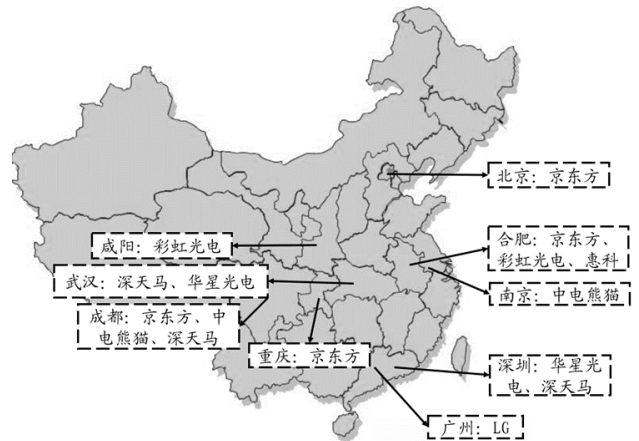 北京：京东方
合肥：京东方、
彩虹光电、惠科
咸阳：彩虹光电
武汉：深天马、华星光电
南京：中电熊猫
成都：京东方、中
电熊猫、深天马
重庆：京东方
深圳：华星光
电、深天马
广州：LG